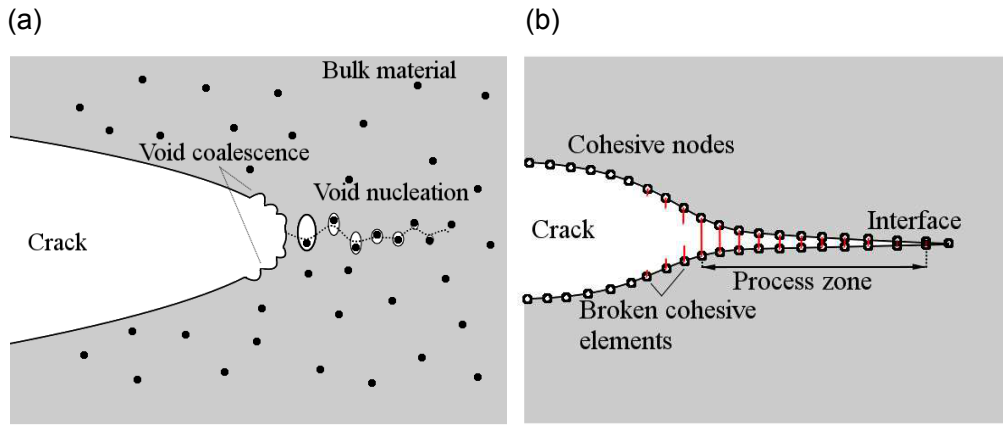 (a)
Bulk material
Void coalescence
Void nucleation
Crack
(b)
Cohesive nodes
Interface
Crack
Process zone
Broken cohesive
elements